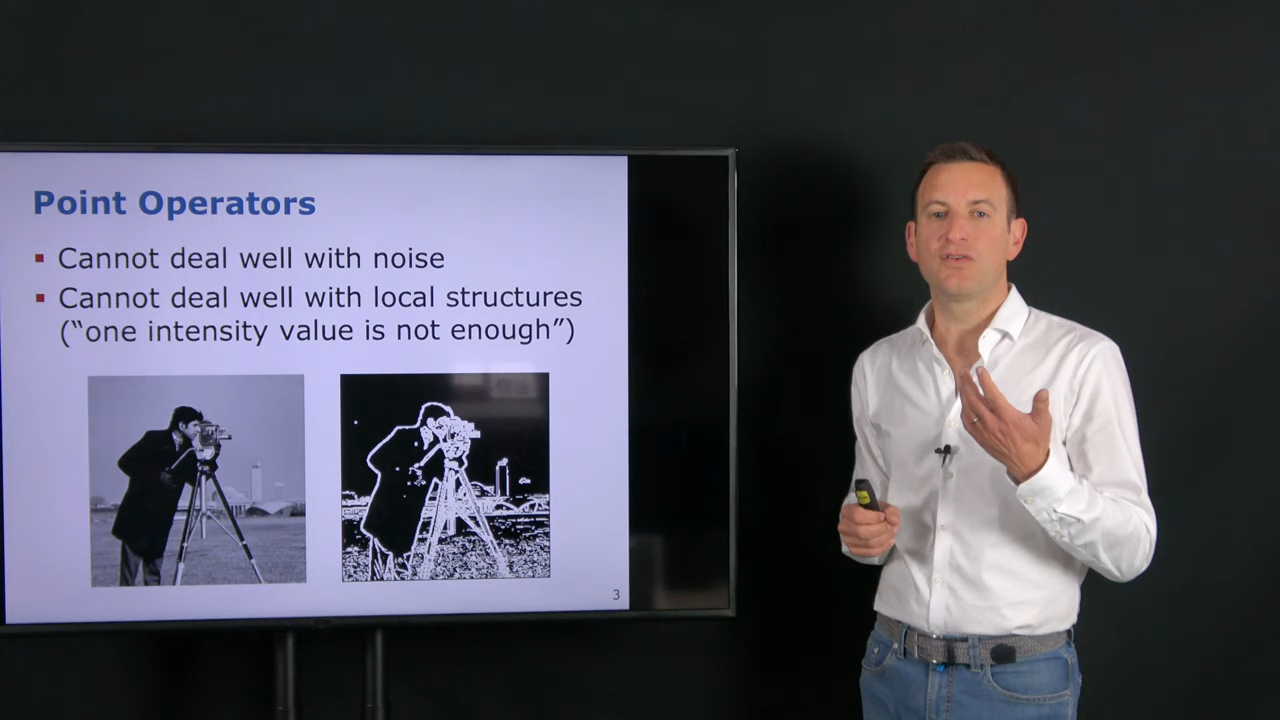 Point Operators
Cannot deal well with noise
Cannot deal well with local structures
(“one intensity value is not enough”)
3